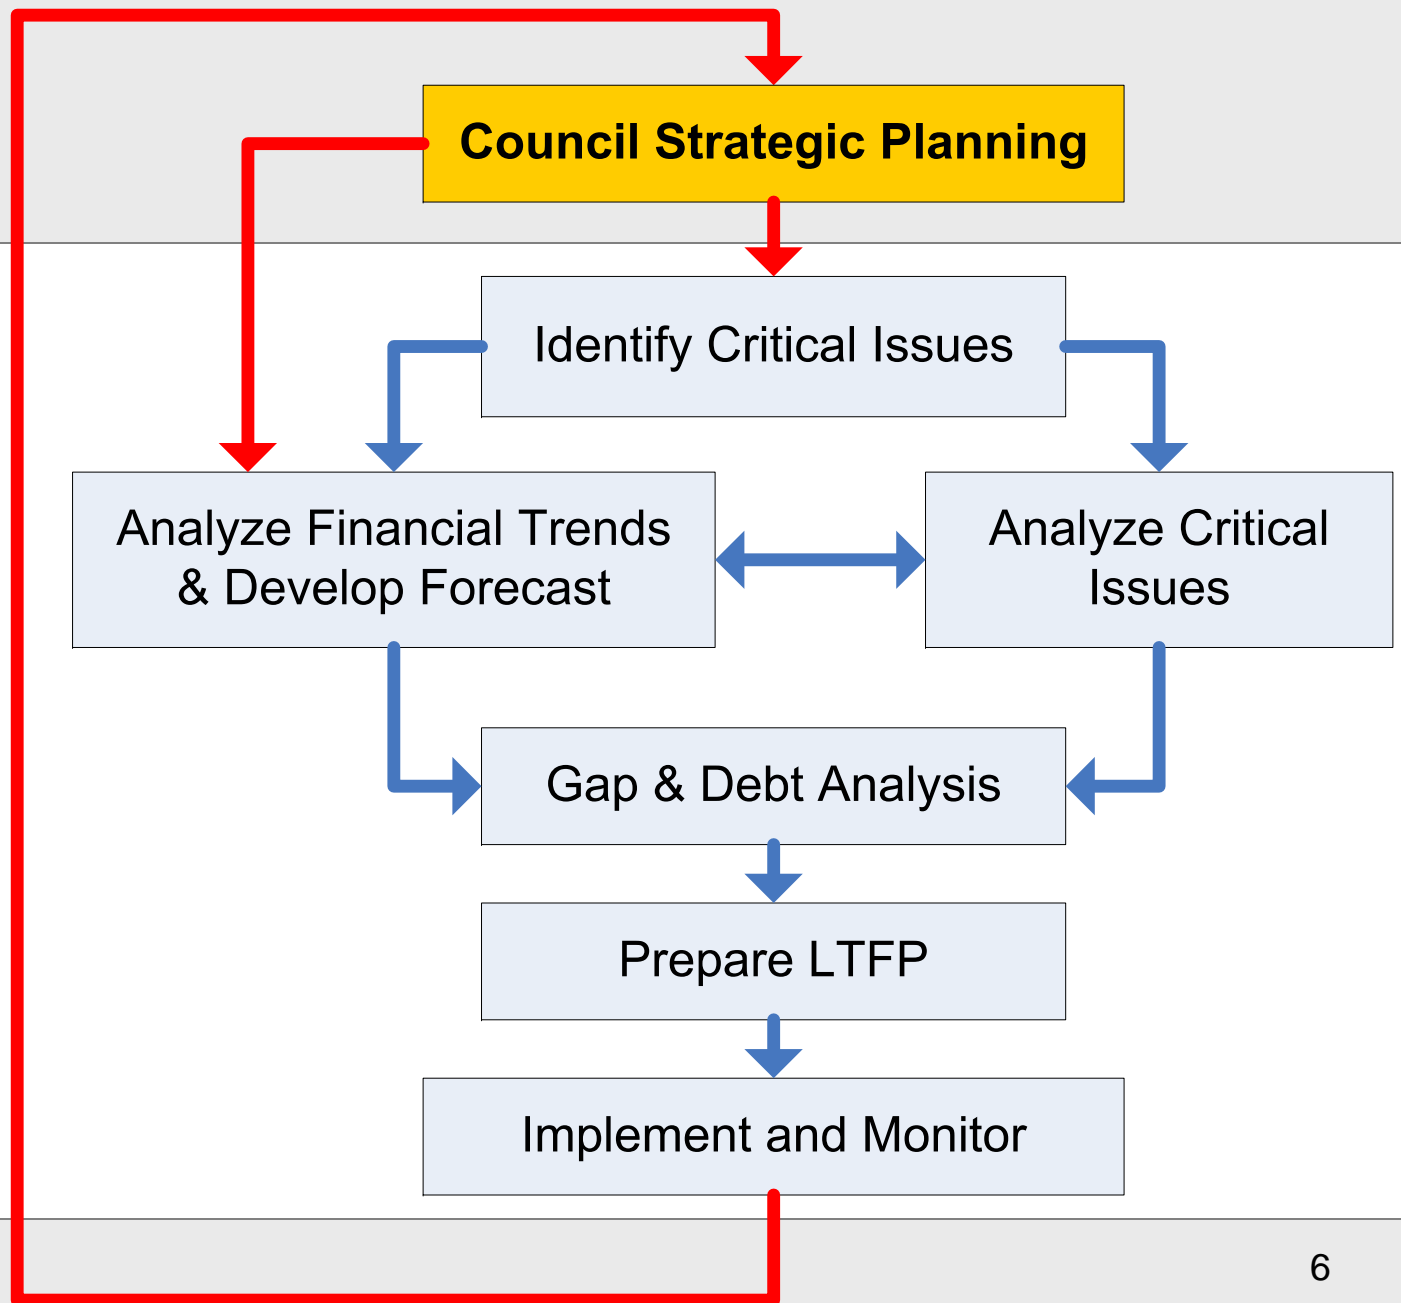 Council Strategic Planning
Identify Critical Issues
Analyze Financial Trends
& Develop Forecast
Analyze Critical
Issues
Gap & Debt Analysis
Prepare LTFP
Implement and Monitor
6